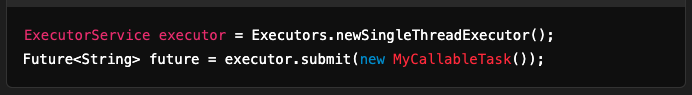 ExecutorService executor = Executors.newSingleThreadExecutor();
Future<String> future = executor.submit(new MyCallableTask());